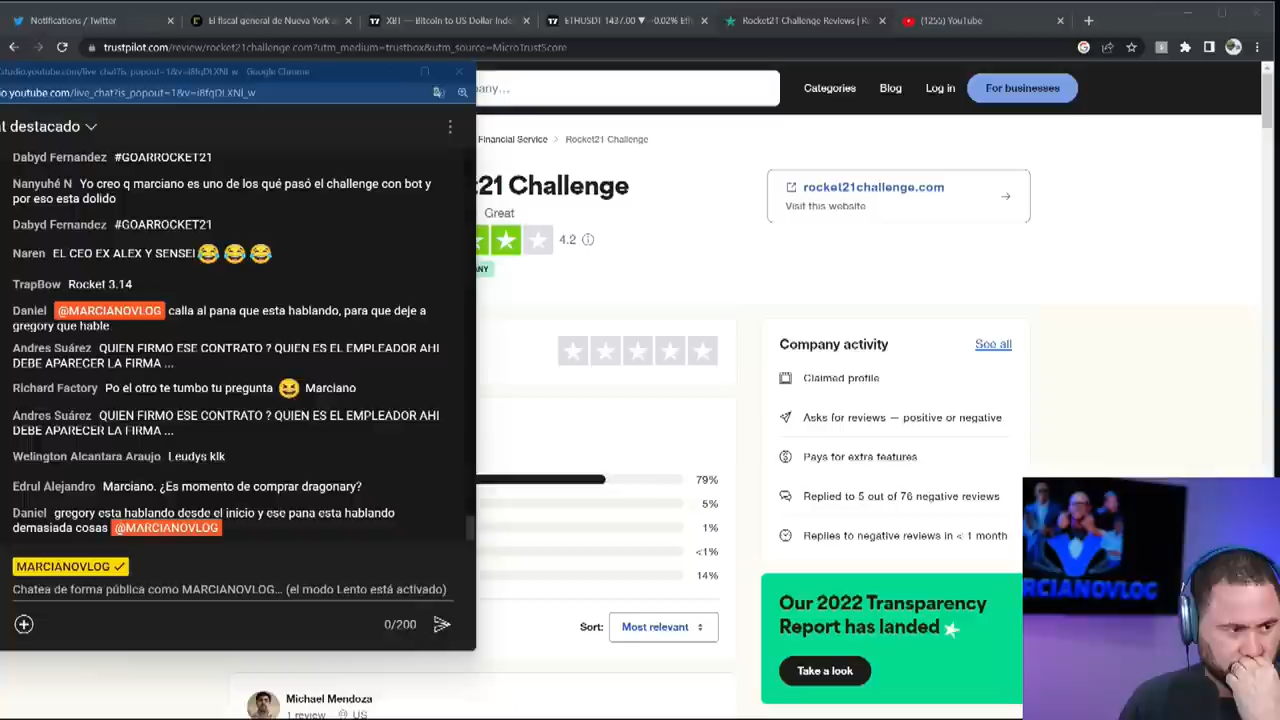 Notifications / Twitter
El fiscal general de Nueva York a
XBT — Bitcoin to US Dollar Index
ETHUSDT 1437.00 ▼ −0.02% Eth
Rocket21 Challenge Reviews | R
(1255) YouTube
trustpilot.com/review/rocket21challenge.com?utm_medium=trustbox&utm_source=MicroTrustScore
studio.youtube.com/live_chat?is_popout=1&v=i8fqDLXNI_w - Google Chrome
io.youtube.com/live_chat?is_popout=1&v=i8fqDLXNI_w
pany...
Categories
Blog
Log in
For businesses
at destacado
Financial Service > Rocket21 Challenge
Dabyd Fernandez #GOARROCKET21
Nanyuhé N Yo creo q marciano es uno de los qué pasó el challenge con bot y
por eso esta dolido
Dabyd Fernandez #GOARROCKET21
Naren EL CEO EX ALEX Y SENSEI
TrapBow Rocket 3.14
Daniel @MARCIANOVLOG calla al pana que esta hablando, para que deje a
gregory que hable
Andres Suárez QUIEN FIRMO ESE CONTRATO ? QUIEN ES EL EMPLEADOR AHI
DEBE APARECER LA FIRMA ...
Richard Factory Po el otro te tumbo tu pregunta 😆 Marciano
Andres Suárez QUIEN FIRMO ESE CONTRATO ? QUIEN ES EL EMPLEADOR AHI
DEBE APARECER LA FIRMA ...
Welington Alcantara Araujo Leudys klk
Edrul Alejandro Marciano. ¿Es momento de comprar dragonary?
Daniel gregory esta hablando desde el inicio y ese pana esta hablando
demasiada cosas @MARCIANOVLOG
MARCIANOVLOG
Chatea de forma pública como MARCIANOVLOG... (el modo Lento está activado)
0/200
t21 Challenge
Great
4.2
NY
rocket21challenge.com
Visit this website
79%
5%
1%
<1%
14%
Sort:
Most relevant
Michael Mendoza
1 review
US
Company activity
See all
Claimed profile
Asks for reviews — positive or negative
Pays for extra features
Replied to 5 out of 76 negative reviews
Replies to negative reviews in < 1 month
Our 2022 Transparency
Report has landed
Take a look
RCIANOVLOG